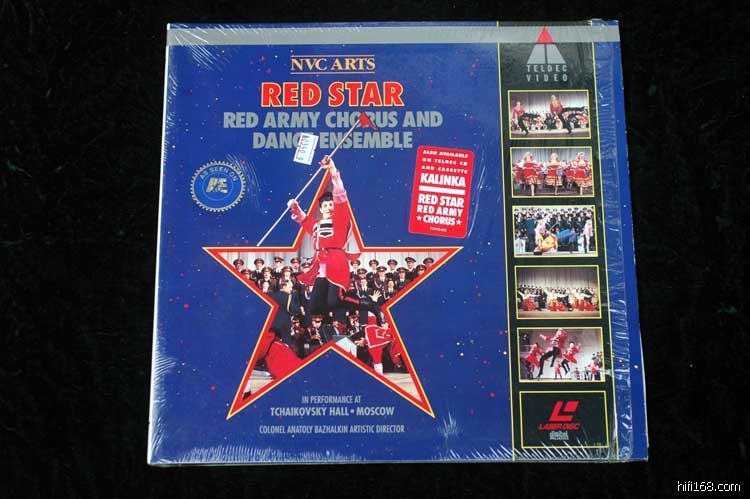 NVC ARTS
RED STAR
RED ARMY CHORUS AND
DANCE ENSEMBLE
AS SEEN ON
A&E
ALSO AVAILABLE
ON TELDEC CD
AND CASSETTE
KALINKA
RED STAR
RED ARMY
CHORUS
IN PERFORMANCE AT
TCHAIKOVSKY HALL • MOSCOW
COLONEL ANATOLY BAZHALKIN ARTISTIC DIRECTOR
TELDEC
VIDEO
LASER DISC
digital
hifi168.com